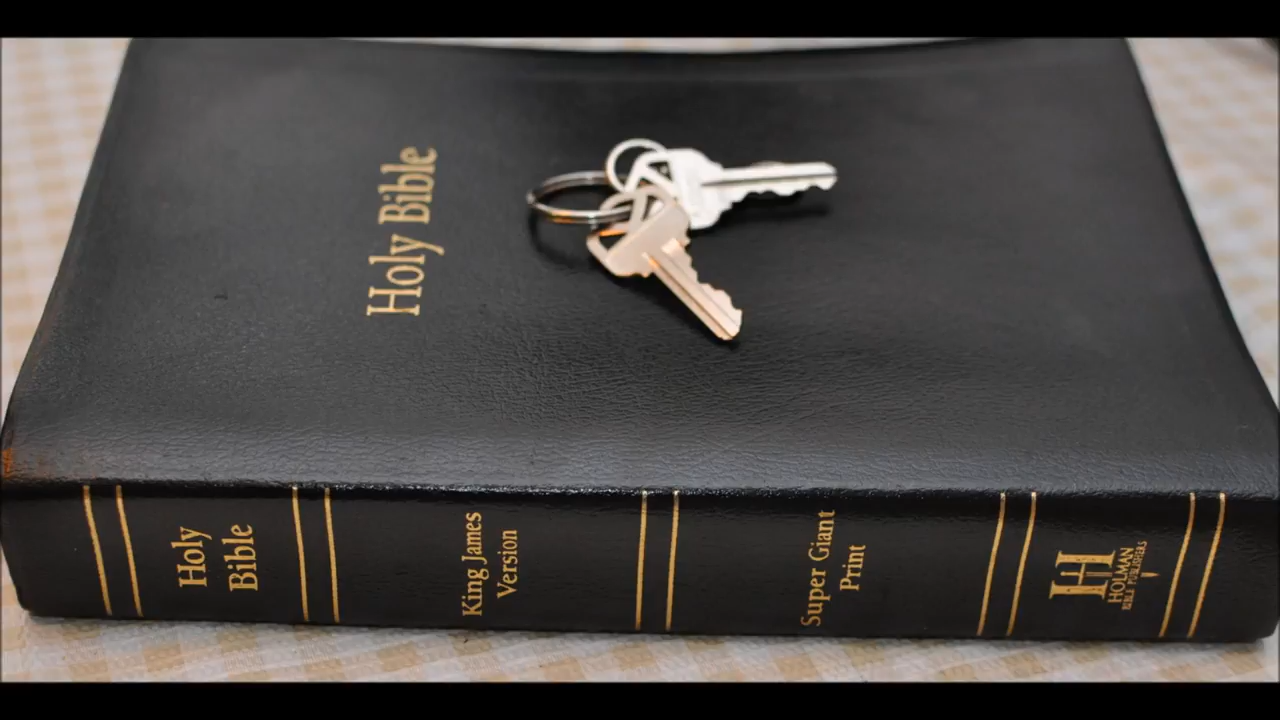 Holy Bible
Holy
Bible
King James
Version
Super Giant
Print
HOLMAN
BIBLE PUBLISHERS